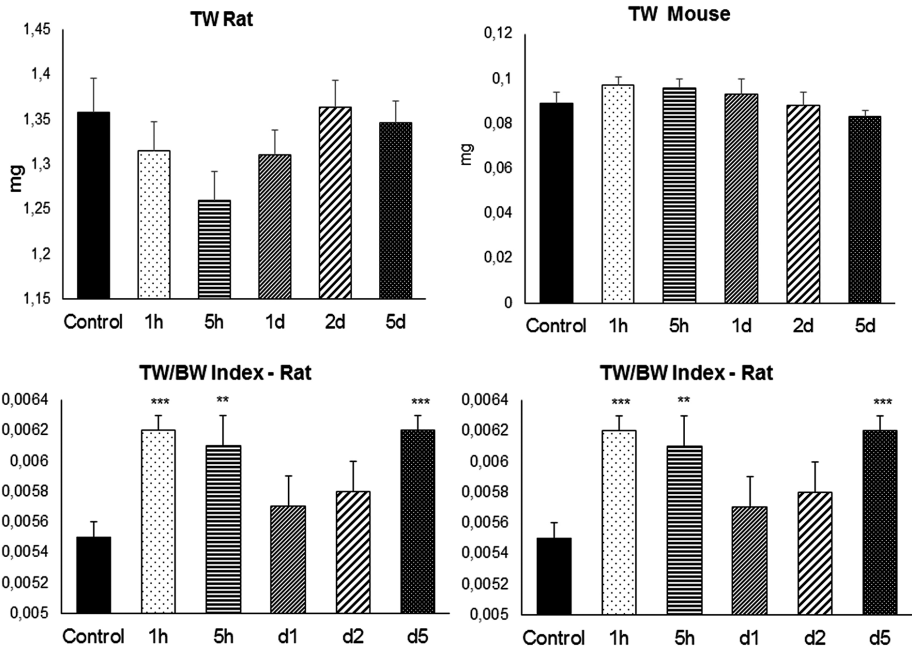 TW Rat
1,45
1,4
1,35
1,3
1,25
1,2
1,15
mg
Control 1h 5h 1d 2d 5d
TW Mouse
0,12
0,1
0,08
0,06
0,04
0,02
0
mg
Control 1h 5h 1d 2d 5d
TW/BW Index - Rat
0,0064
0,0062
0,006
0,0058
0,0056
0,0054
0,0052
0,005
*** ** ***
Control 1h 5h d1 d2 d5
TW/BW Index - Rat
0,0064
0,0062
0,006
0,0058
0,0056
0,0054
0,0052
0,005
*** ** ***
Control 1h 5h d1 d2 d5